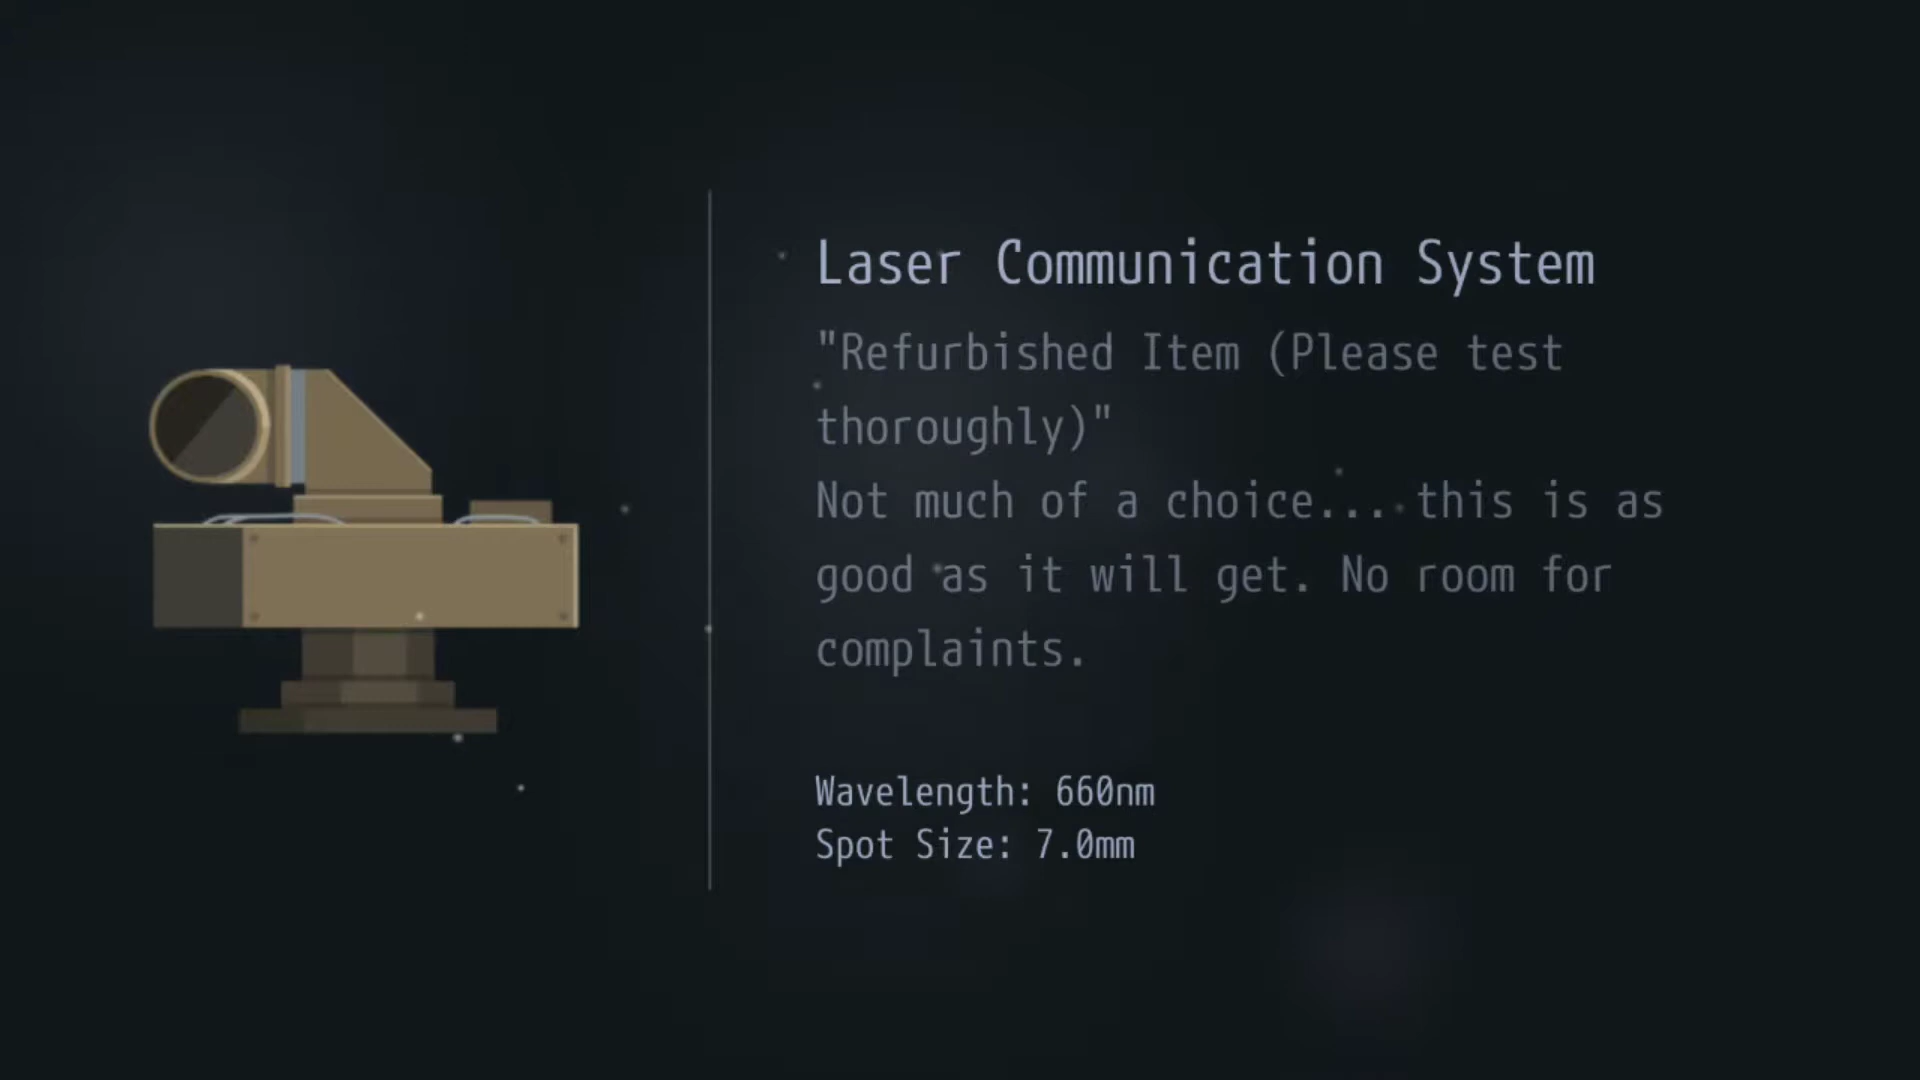 Laser Communication System
"Refurbished Item (Please test
thoroughly)"
Not much of a choice... this is as
good as it will get. No room for
complaints.
Wavelength: 660nm
Spot Size: 7.0mm